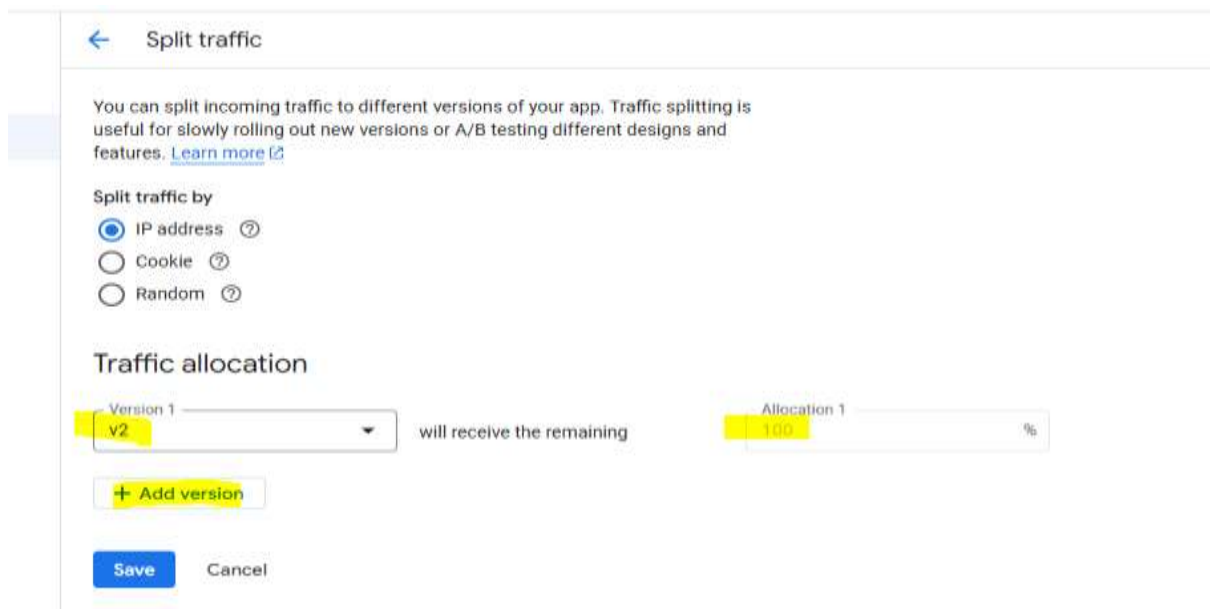 Split traffic
You can split incoming traffic to different versions of your app. Traffic splitting is
useful for slowly rolling out new versions or A/B testing different designs and
features. Learn more
Split traffic by
IP address
Cookie
Random
Traffic allocation
Version 1
v2
will receive the remaining
Allocation 1
100
%
+ Add version
Save Cancel